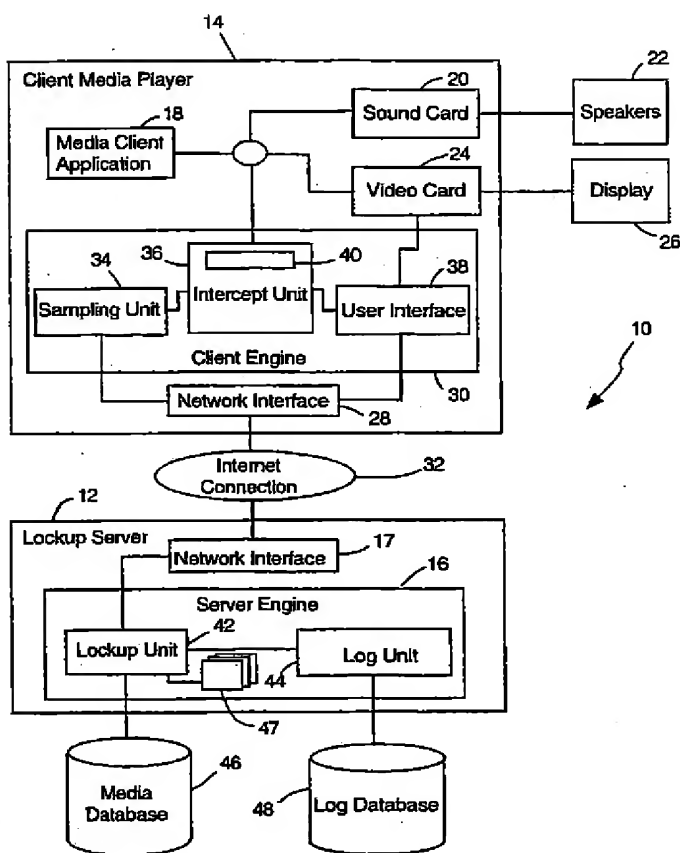 14
Client Media Player
20
22
18
Sound Card
Speakers
Media Client
Application
24
Video Card
Display
26
34
36
40
38
Sampling Unit
Intercept Unit
User Interface
10
Client Engine
30
Network Interface
28
Internet
Connection
32
12
Lockup Server
Network Interface
17
16
Server Engine
42
Lockup Unit
44
Log Unit
47
Media
Database
46
48
Log Database